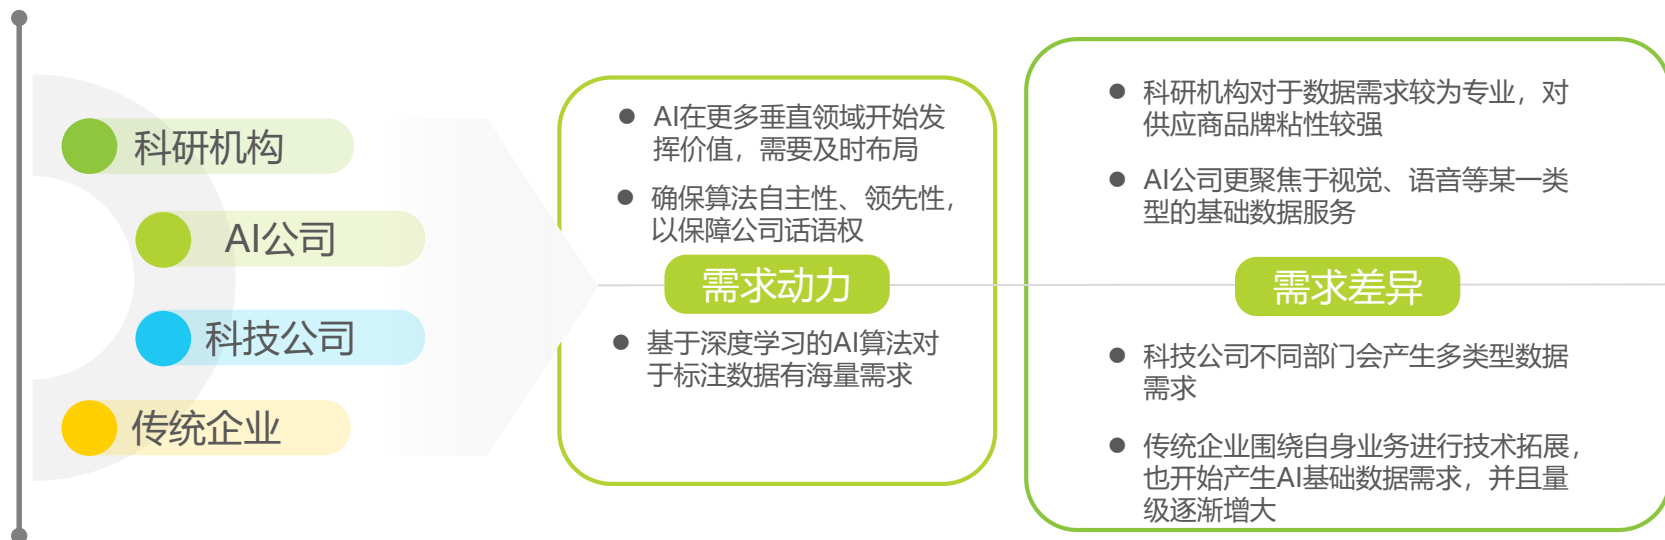 科研机构
AI公司
科技公司
传统企业
AI在更多垂直领域开始发
挥价值，需要及时布局
确保算法自主性、领先性，
以保障公司话语权
需求动力
基于深度学习的AI算法对
于标注数据有海量需求
科研机构对于数据需求较为专业，对
供应商品牌粘性较强
AI公司更聚焦于视觉、语音等某一类
型的基础数据服务
需求差异
科技公司不同部门会产生多类型数据
需求
传统企业围绕自身业务进行技术拓展，
也开始产生AI基础数据需求，并且量
级逐渐增大